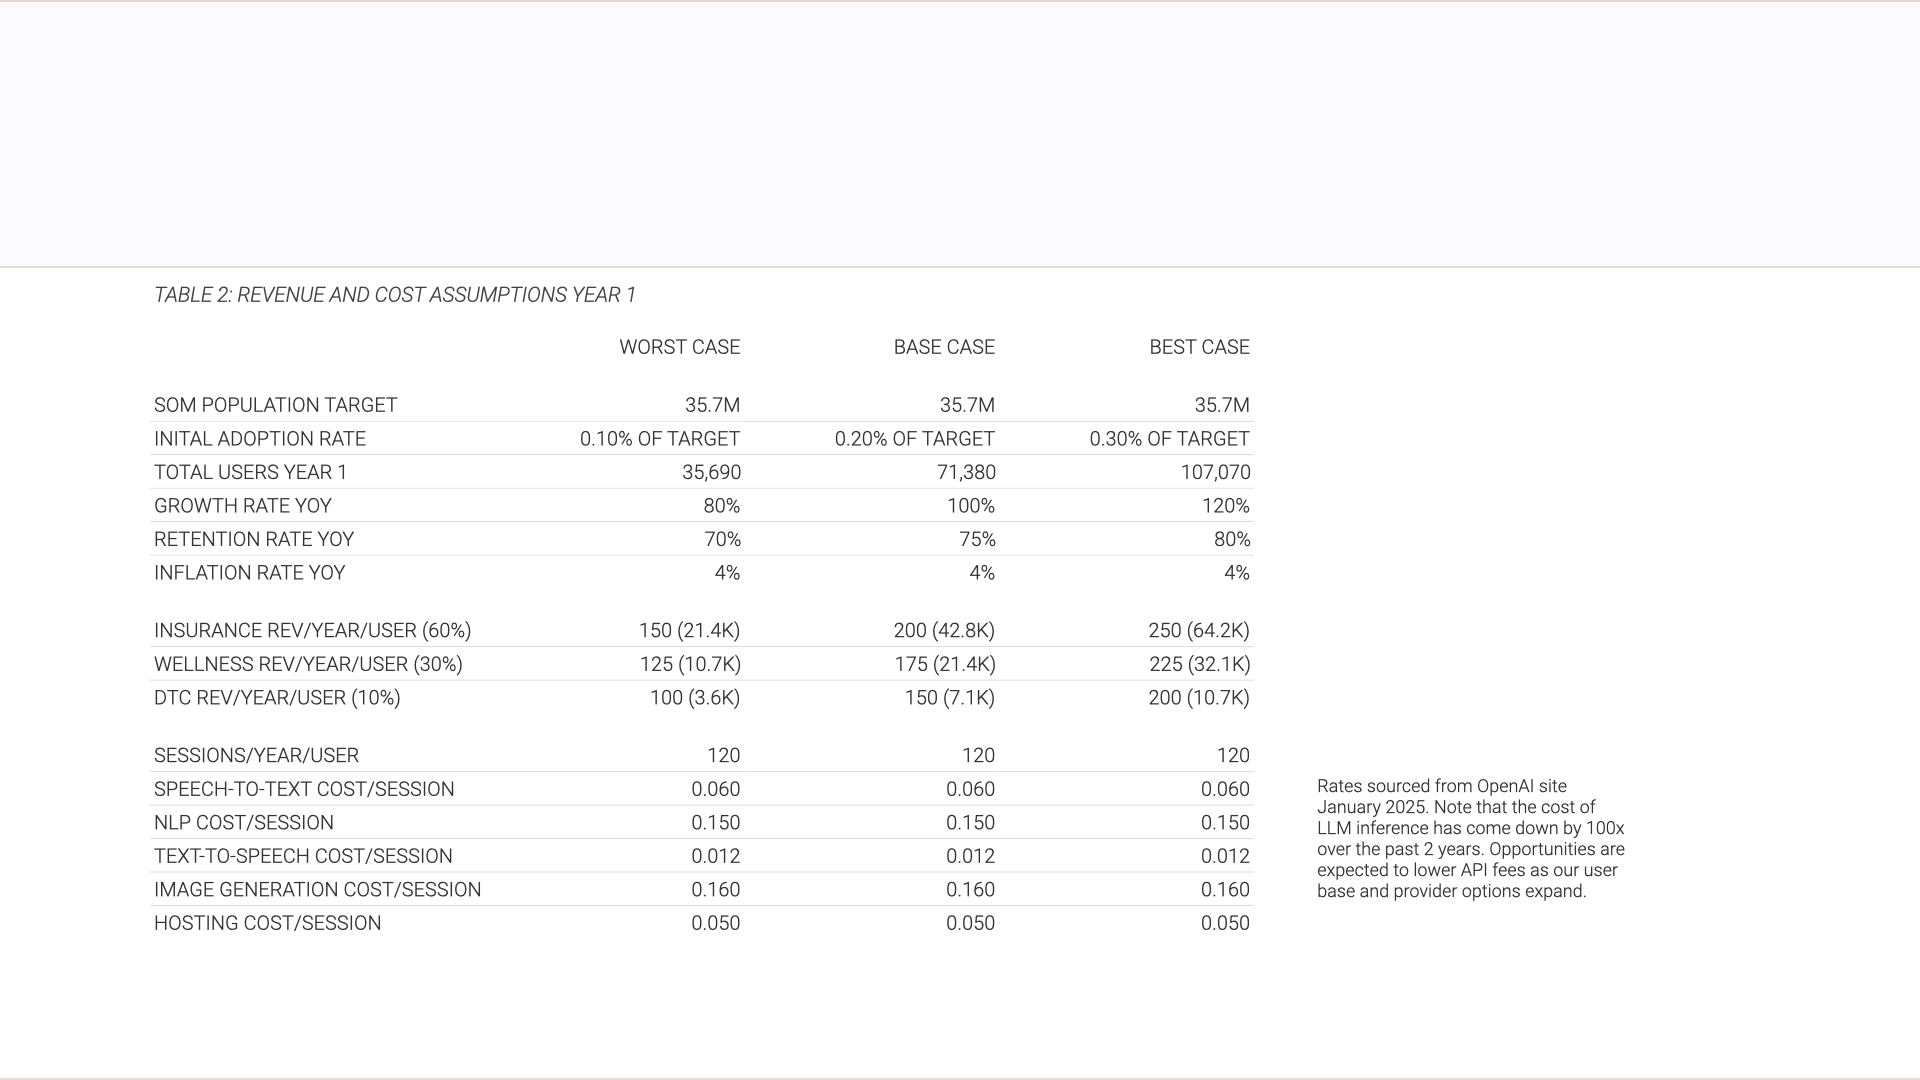 TABLE 2: REVENUE AND COST ASSUMPTIONS YEAR 1
WORST CASE BASE CASE BEST CASE
SOM POPULATION TARGET 35.7M 35.7M 35.7M
INITAL ADOPTION RATE 0.10% OF TARGET 0.20% OF TARGET 0.30% OF TARGET
TOTAL USERS YEAR 1 35,690 71,380 107,070
GROWTH RATE YOY 80% 100% 120%
RETENTION RATE YOY 70% 75% 80%
INFLATION RATE YOY 4% 4% 4%
INSURANCE REV/YEAR/USER (60%) 150 (21.4K) 200 (42.8K) 250 (64.2K)
WELLNESS REV/YEAR/USER (30%) 125 (10.7K) 175 (21.4K) 225 (32.1K)
DTC REV/YEAR/USER (10%) 100 (3.6K) 150 (7.1K) 200 (10.7K)
SESSIONS/YEAR/USER 120 120 120
SPEECH-TO-TEXT COST/SESSION 0.060 0.060 0.060
NLP COST/SESSION 0.150 0.150 0.150
TEXT-TO-SPEECH COST/SESSION 0.012 0.012 0.012
IMAGE GENERATION COST/SESSION 0.160 0.160 0.160
HOSTING COST/SESSION 0.050 0.050 0.050
Rates sourced from OpenAI site
January 2025. Note that the cost of
LLM inference has come down by 100x
over the past 2 years. Opportunities are
expected to lower API fees as our user
base and provider options expand.